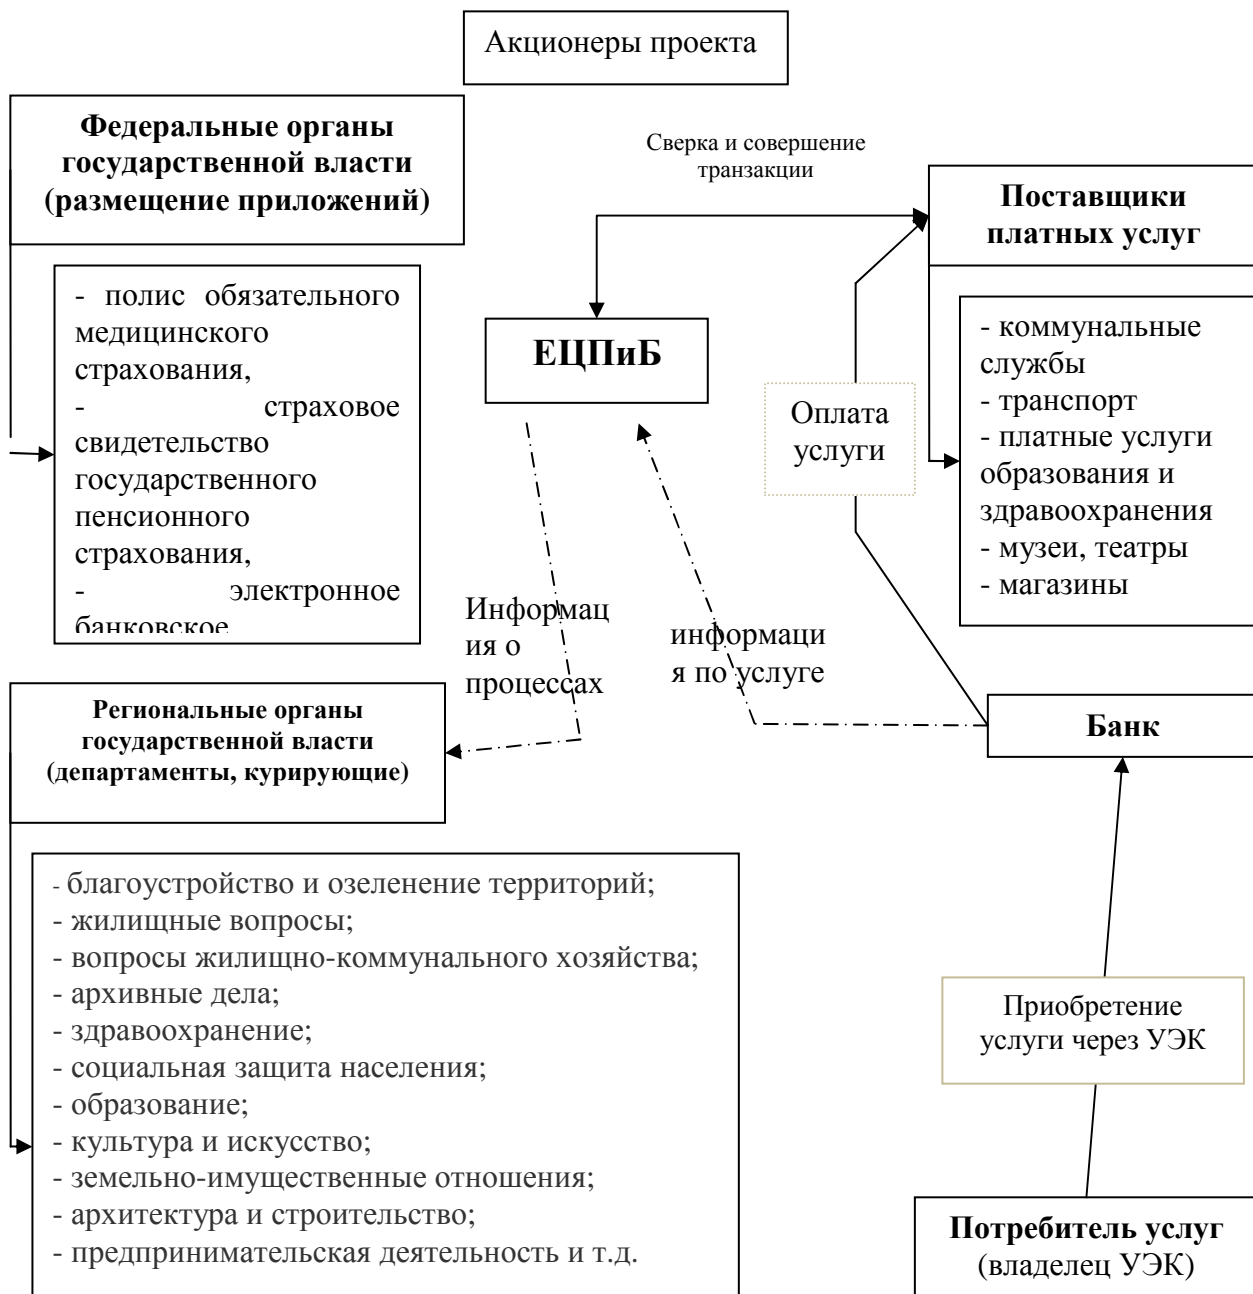 Акционеры проекта
Федеральные органы
государственной власти
(размещение приложений)
Сверка и совершение
транзакции
Поставщики
платных услуг
- полис обязательного
медицинского
страхования,
- страховое
свидетельство
государственного
пенсионного
страхования,
- электронное
банковское
ЕЦПиБ
Оплата
услуги
- коммунальные
службы
- транспорт
- платные услуги
образования и
здравоохранения
- музеи, театры
- магазины
Информац
ия о
процессах
информаци
я по услуге
Региональные органы
государственной власти
(департаменты, курирующие)
Банк
- благоустройство и озеленение территорий;
- жилищные вопросы;
- вопросы жилищно-коммунального хозяйства;
- архивные дела;
- здравоохранение;
- социальная защита населения;
- образование;
- культура и искусство;
- земельно-имущественные отношения;
- архитектура и строительство;
- предпринимательская деятельность и т.д.
Приобретение
услуги через УЭК
Потребитель услуг
(владелец УЭК)